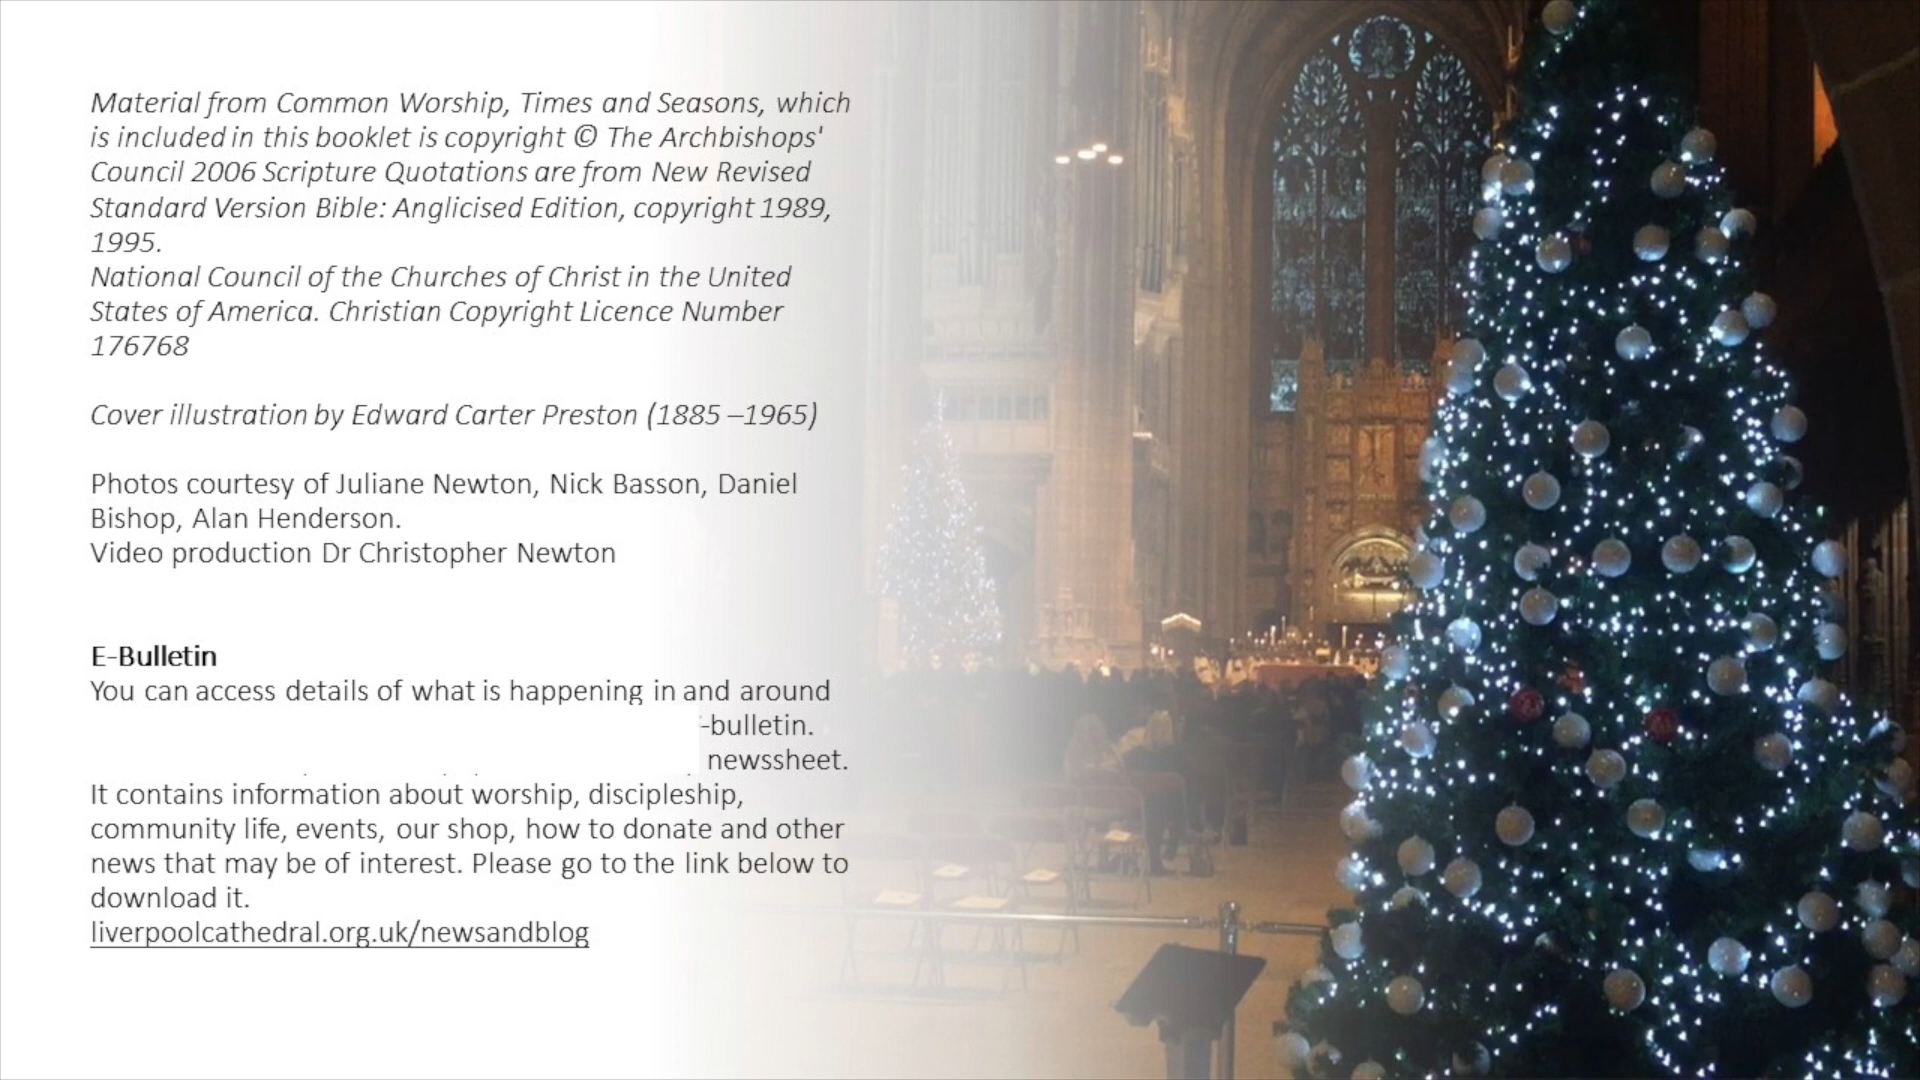 Material from Common Worship, Times and Seasons, which
is included in this booklet is copyright © The Archbishops'
Council 2006 Scripture Quotations are from New Revised
Standard Version Bible: Anglicised Edition, copyright 1989,
1995.
National Council of the Churches of Christ in the United
States of America. Christian Copyright Licence Number
176768
Cover illustration by Edward Carter Preston (1885 –1965)
Photos courtesy of Juliane Newton, Nick Basson, Daniel
Bishop, Alan Henderson.
Video production Dr Christopher Newton
E-Bulletin
You can access details of what is happening in and around
-bulletin.
newssheet.
It contains information about worship, discipleship,
community life, events, our shop, how to donate and other
news that may be of interest. Please go to the link below to
download it.
liverpoolcathedral.org.uk/newsandblog